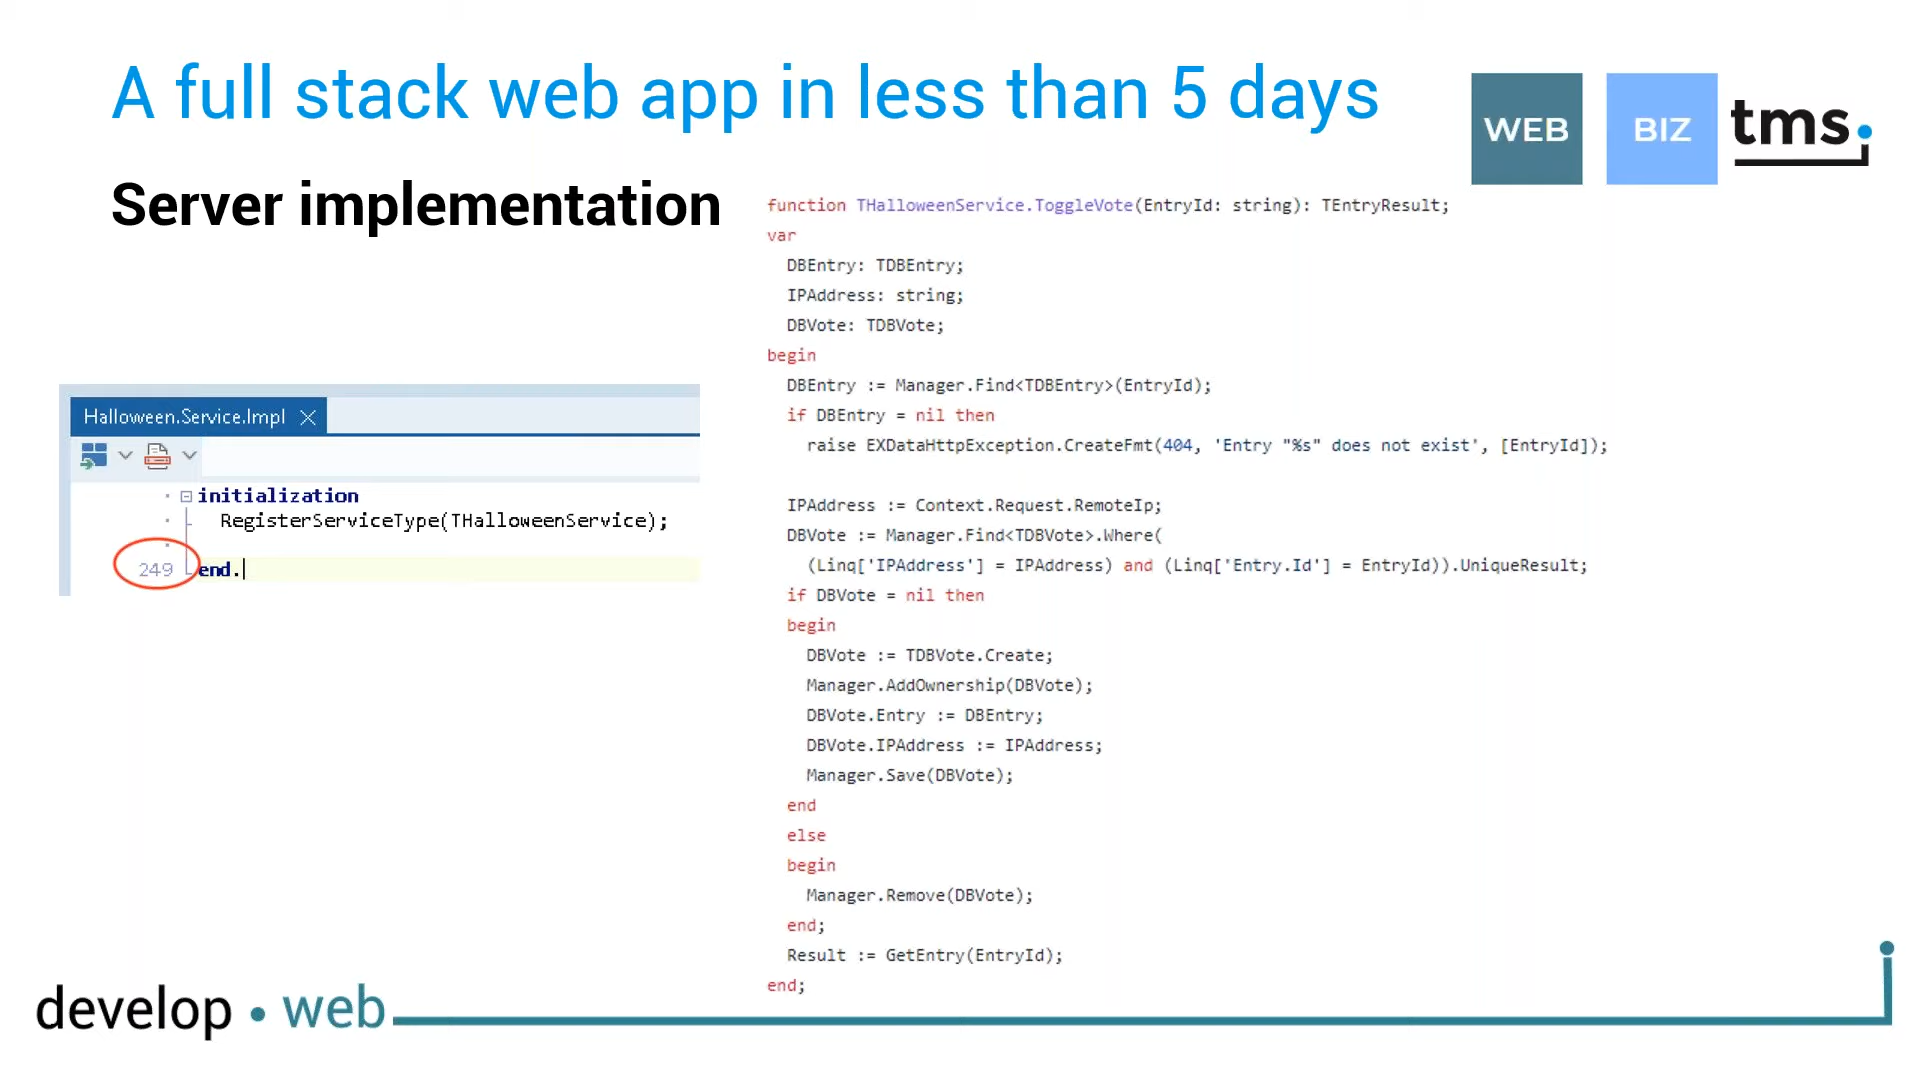 A full stack web app in less than 5 days
WEB
BIZ
tms.
Server implementation
Halloween.Service.Impl
initialization
RegisterServiceType(THalloweenService);
249 end.
function THalloweenService.ToggleVote(EntryId: string): TEntryResult;
var
  DBEntry: TDBEntry;
  IPAddress: string;
  DBVote: TDBVote;
begin
  DBEntry := Manager.Find<TDBEntry>(EntryId);
  if DBEntry = nil then
    raise EXDataHttpException.CreateFmt(404, 'Entry "%s" does not exist', [EntryId]);
  IPAddress := Context.Request.RemoteIp;
  DBVote := Manager.Find<TDBVote>.Where(
    (Linq['IPAddress'] = IPAddress) and (Linq['Entry.Id'] = EntryId)).UniqueResult;
  if DBVote = nil then
  begin
    DBVote := TDBVote.Create;
    Manager.AddOwnership(DBVote);
    DBVote.Entry := DBEntry;
    DBVote.IPAddress := IPAddress;
    Manager.Save(DBVote);
  end
  else
  begin
    Manager.Remove(DBVote);
  end;
  Result := GetEntry(EntryId);
end;
develop • web